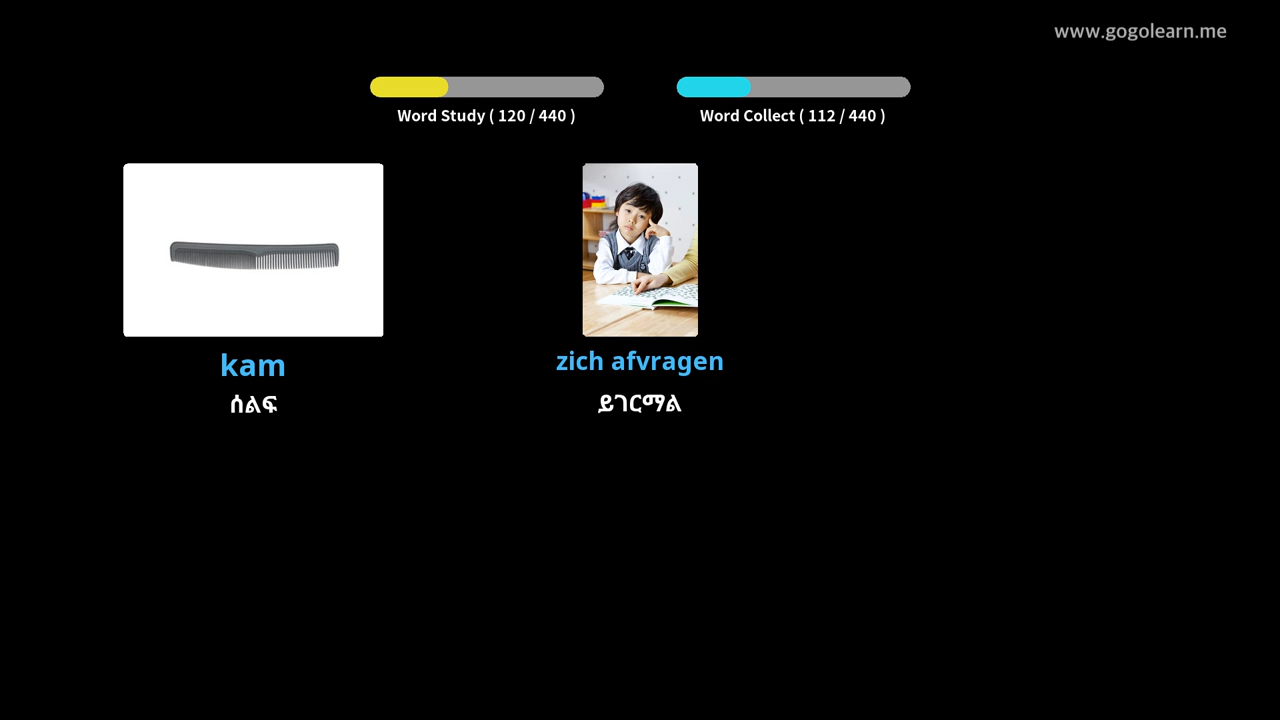 www.gogolearn.me
Word Study ( 120 / 440 )
Word Collect ( 112 / 440 )
kam
ሰልፍ
zich afvragen
ይገርማል